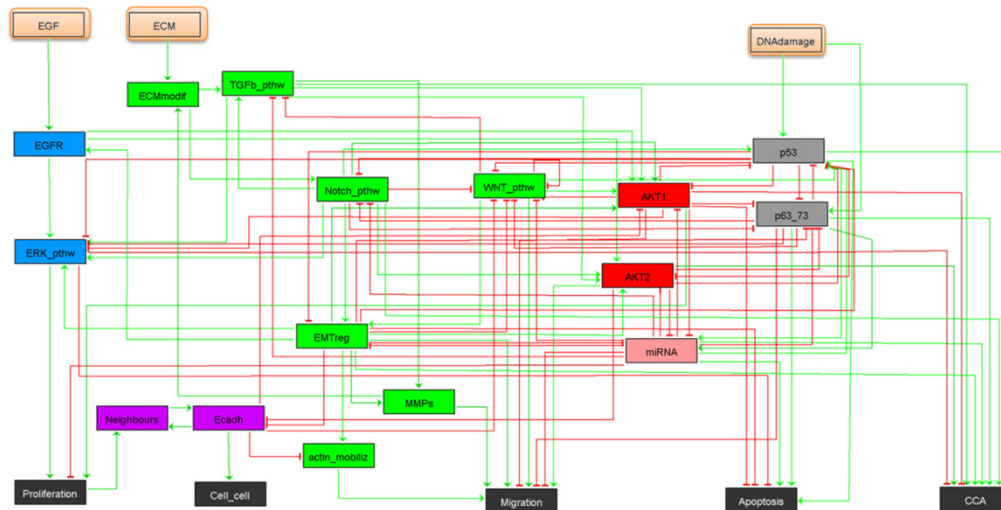 EGF
ECM
DNAdamage
TGFb_pthw
ECMmodif
EGFR
p53
Notch_pthw
WNT_pthw
AKT1
p63_73
ERK_pthw
AKT2
EMTreg
miRNA
MMPs
Neighbours
Ecadh
actin_mobiliz
Proliferation
Cell_cell
Migration
Apoptosis
CCA